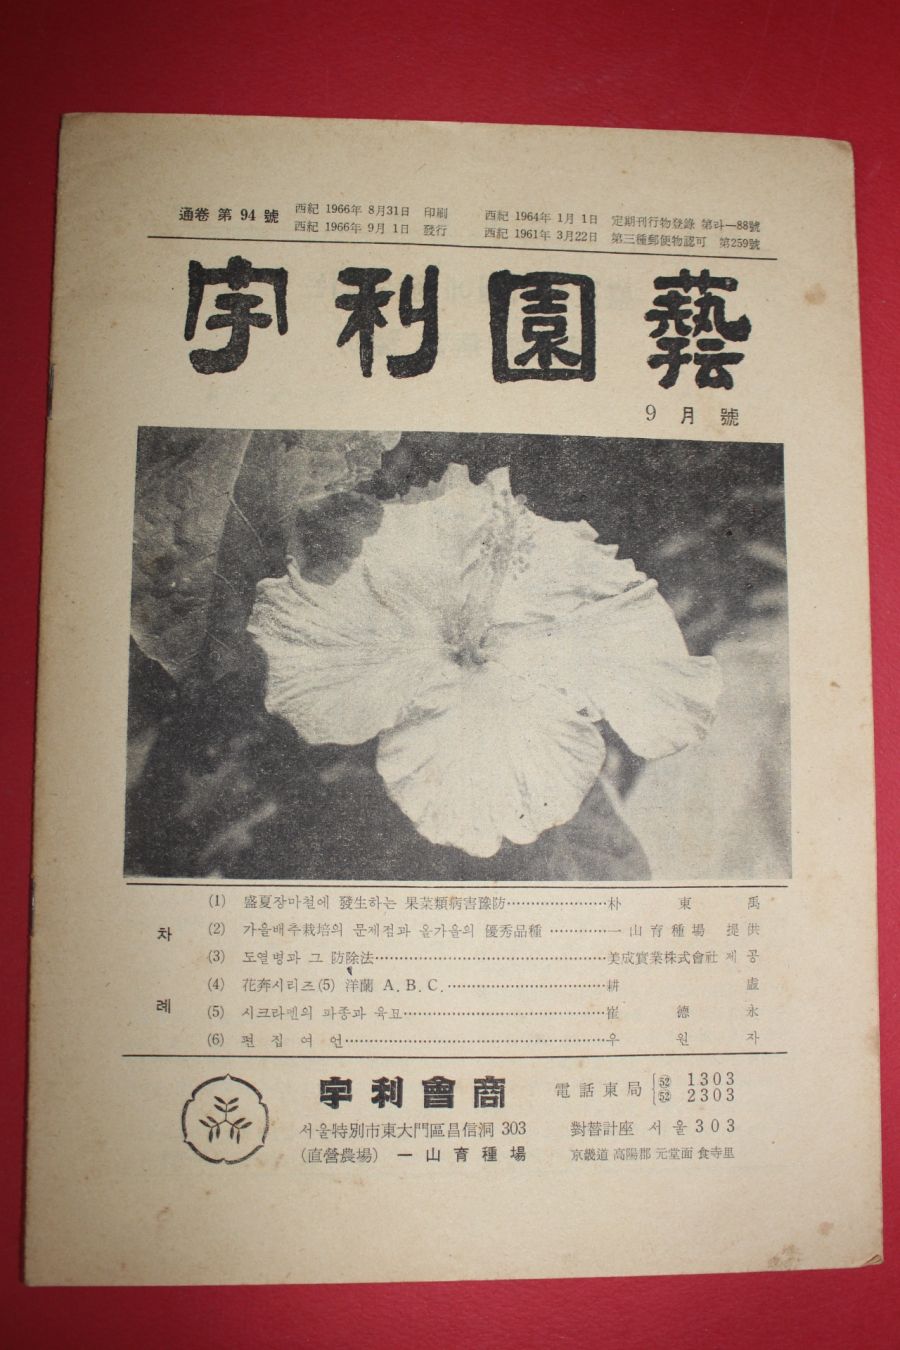 通卷 第 94 號
西紀 1966年 8月31日 印刷
西紀 1966年 9月 1日 發行
西紀 1964年 1月 1日 定期刊行物登錄 第라—88號
西紀 1961年 3月22日 第三種郵便物認可 第259號
宇利園藝
9 月 號
차 례
(1) 盛夏장마철에 發生하는 果菜類病害豫防…………………朴 東 禹
(2) 가을배추栽培의 문제점과 올가을의 優秀品種…………一山育種場 提供
(3) 도열병과 그 防除法……………………………………美成實業株式會社 제공
(4) 花奔시리즈(5) 洋蘭 A.B.C.…………………………耕 虛
(5) 시크라멘의 파종과 육묘………………………………崔 德 永
(6) 편 집 여 언……………………………………………우 원 자
宇利會商
電話東局 ㊾ 1303
2303
서울特別市東大門區昌信洞 303
對替計座 서울303
(直營農場) 一山育種場
京畿道 高陽郡 元堂面 食寺里